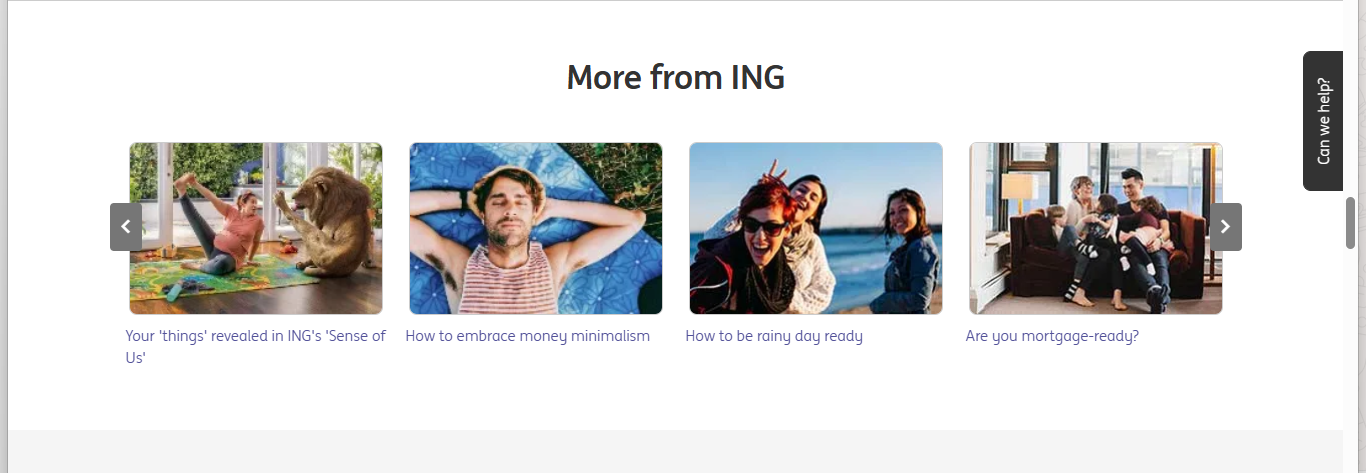 More from ING
Can we help?
Your 'things' revealed in ING's 'Sense of
Us'
How to embrace money minimalism
How to be rainy day ready
Are you mortgage-ready?